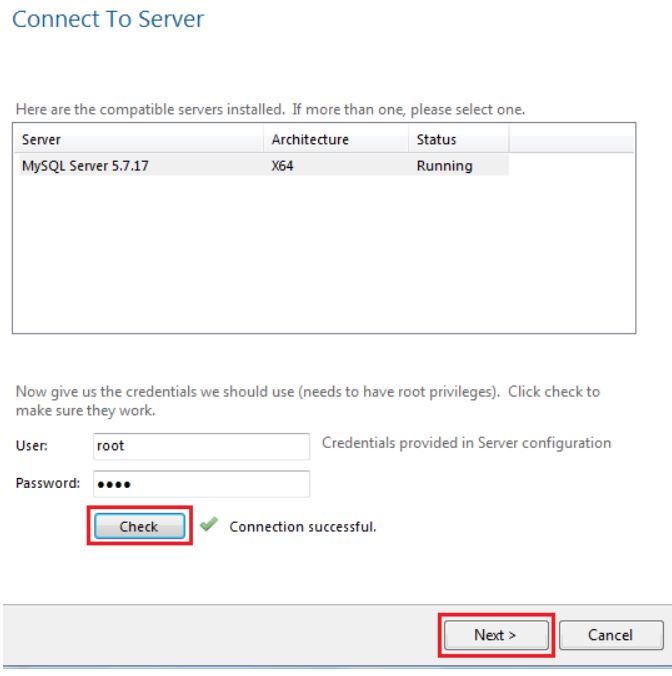 Connect To Server
Here are the compatible servers installed.  If more than one, please select one.
Server Architecture Status
MySQL Server 5.7.17 X64 Running
Now give us the credentials we should use (needs to have root privileges).  Click check to
make sure they work.
User: root Credentials provided in Server configuration
Password: ●●●●
Check Connection successful.
Next > Cancel